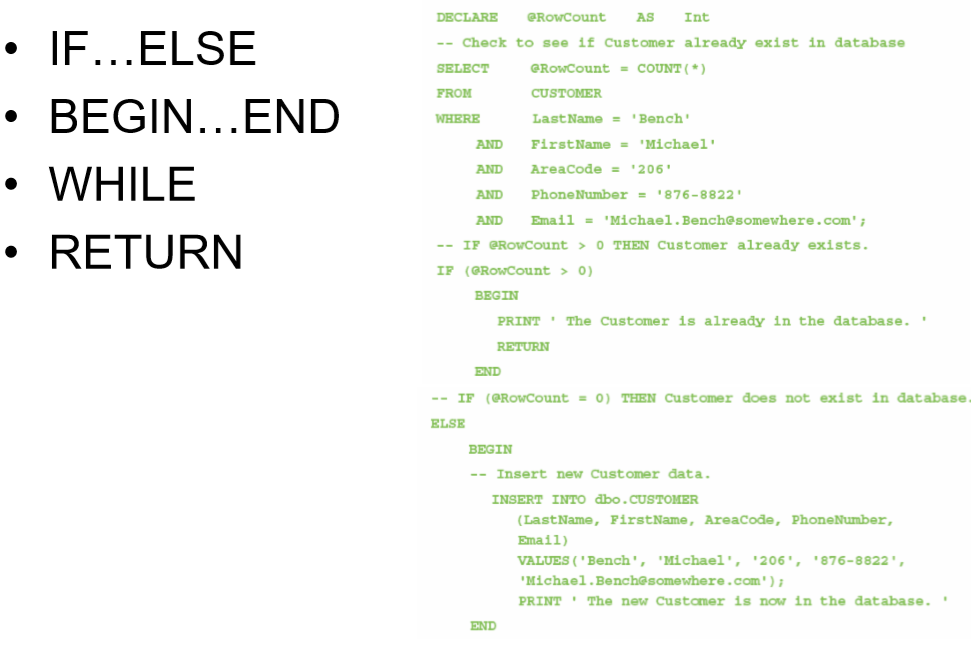 • IF…ELSE
• BEGIN…END
• WHILE
• RETURN
DECLARE @RowCount AS Int
-- Check to see if Customer already exist in database
SELECT @RowCount = COUNT(*)
FROM CUSTOMER
WHERE LastName = 'Bench'
AND FirstName = 'Michael'
AND AreaCode = '206'
AND PhoneNumber = '876-8822'
AND Email = 'Michael.Bench@somewhere.com';
-- IF @RowCount > 0 THEN Customer already exists.
IF (@RowCount > 0)
BEGIN
PRINT ' The Customer is already in the database. '
RETURN
END
-- IF (@RowCount = 0) THEN Customer does not exist in database.
ELSE
BEGIN
-- Insert new Customer data.
INSERT INTO dbo.CUSTOMER
(LastName, FirstName, AreaCode, PhoneNumber,
Email)
VALUES('Bench', 'Michael', '206', '876-8822',
'Michael.Bench@somewhere.com');
PRINT ' The new Customer is now in the database. '
END